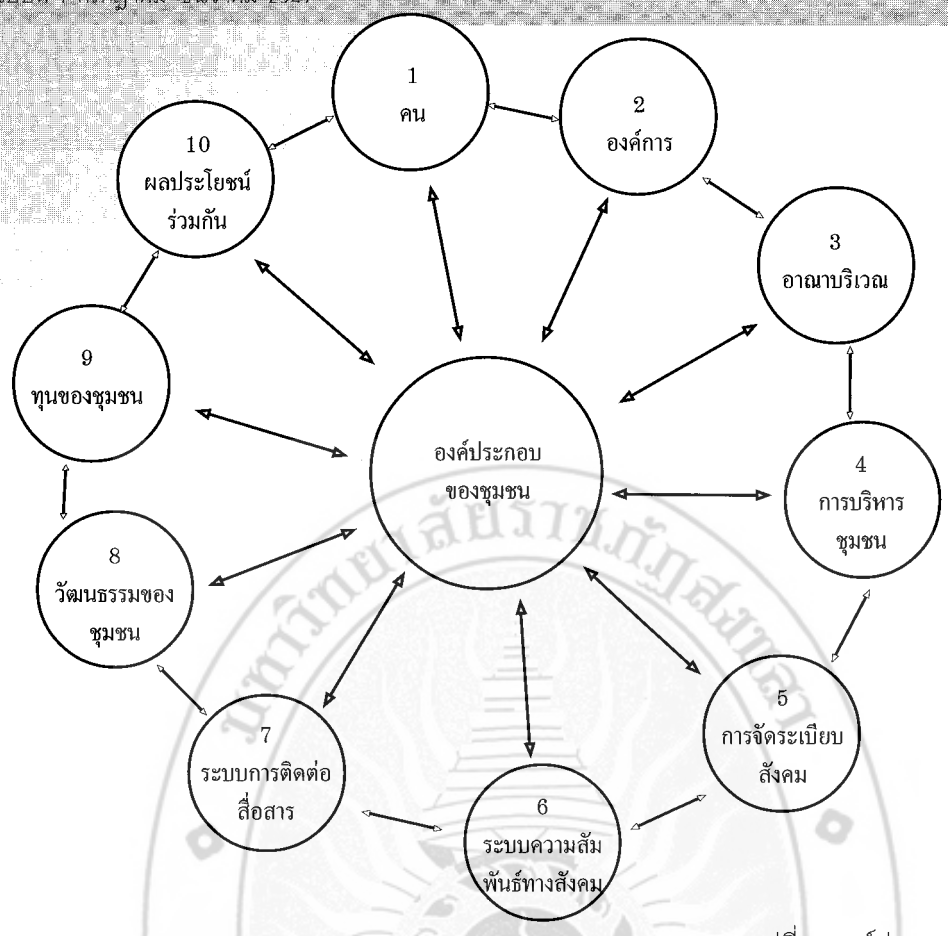 1
คน
2
องค์การ
3
อาณาบริเวณ
4
การบริหาร
ชุมชน
5
การจัดระเบียบ
สังคม
6
ระบบความสัม
พันธ์ทางสังคม
7
ระบบการติดต่อ
สื่อสาร
8
วัฒนธรรมของ
ชุมชน
9
ทุนของชุมชน
10
ผลประโยชน์
ร่วมกัน
องค์ประกอบ
ของชุมชน